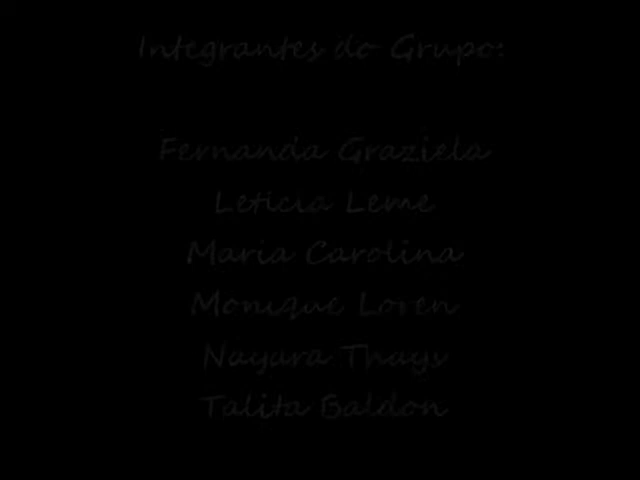 Integrantes do Grupo:
Fernanda Graziela
Leticia Leme
Maria Carolina
Monique Loren
Nayara Thays
Talita Baldon